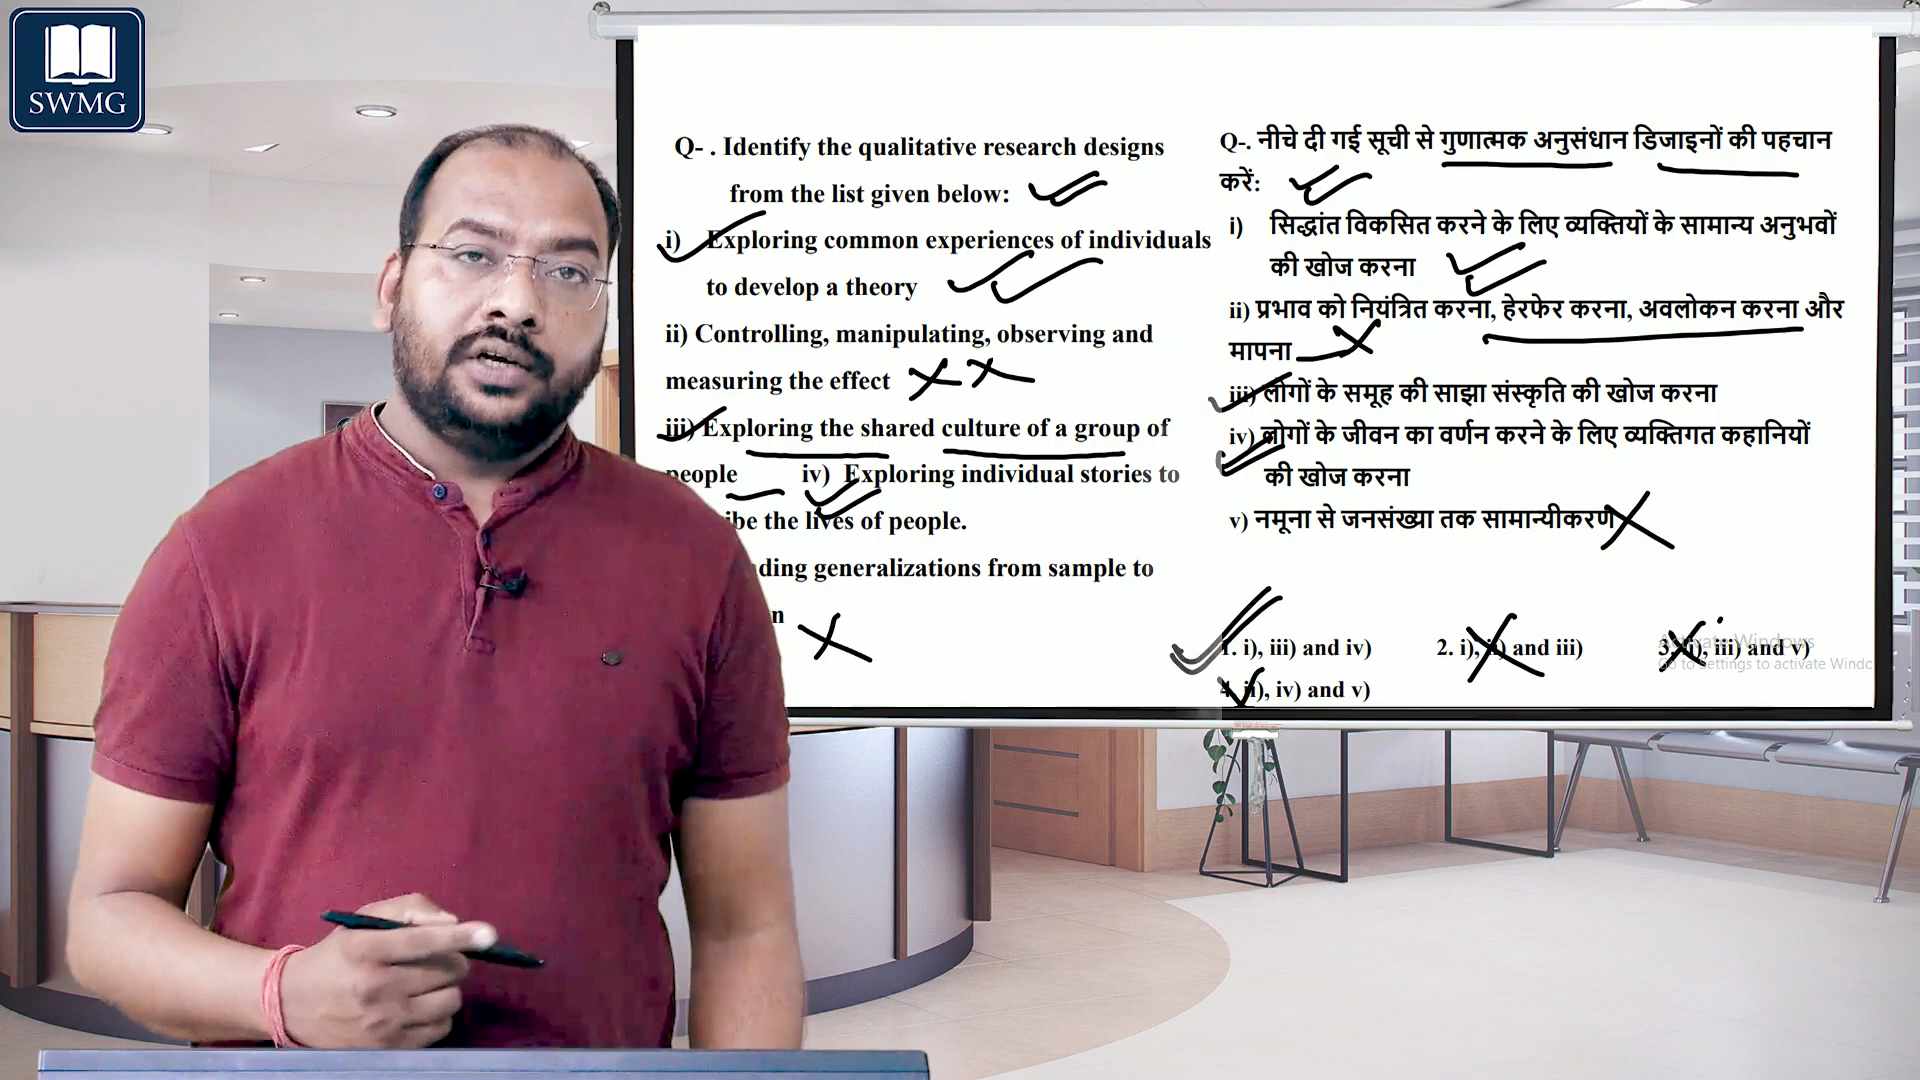 SWMG
Q- . Identify the qualitative research designs
from the list given below:
i) Exploring common experiences of individuals
to develop a theory
ii) Controlling, manipulating, observing and
measuring the effect
iii) Exploring the shared culture of a group of
people iv) Exploring individual stories to
the lives of people.
generalizations from sample to
Q-. नीचे दी गई सूची से गुणात्मक अनुसंधान डिजाइनों की पहचान
करें:
i) सिद्धांत विकसित करने के लिए व्यक्तियों के सामान्य अनुभवों
की खोज करना
ii) प्रभाव को नियंत्रित करना, हेरफेर करना, अवलोकन करना और
मापना
iii) लोगों के समूह की साझा संस्कृति की खोज करना
iv) लोगों के जीवन का वर्णन करने के लिए व्यक्तिगत कहानियों
की खोज करना
v) नमूना से जनसंख्या तक सामान्यीकरण
1. i), iii) and iv) 2. i), ii) and iii) 3. ii), iii) and v)
4. ii), iv) and v)
Activate Windows
Go to Settings to activate Windc